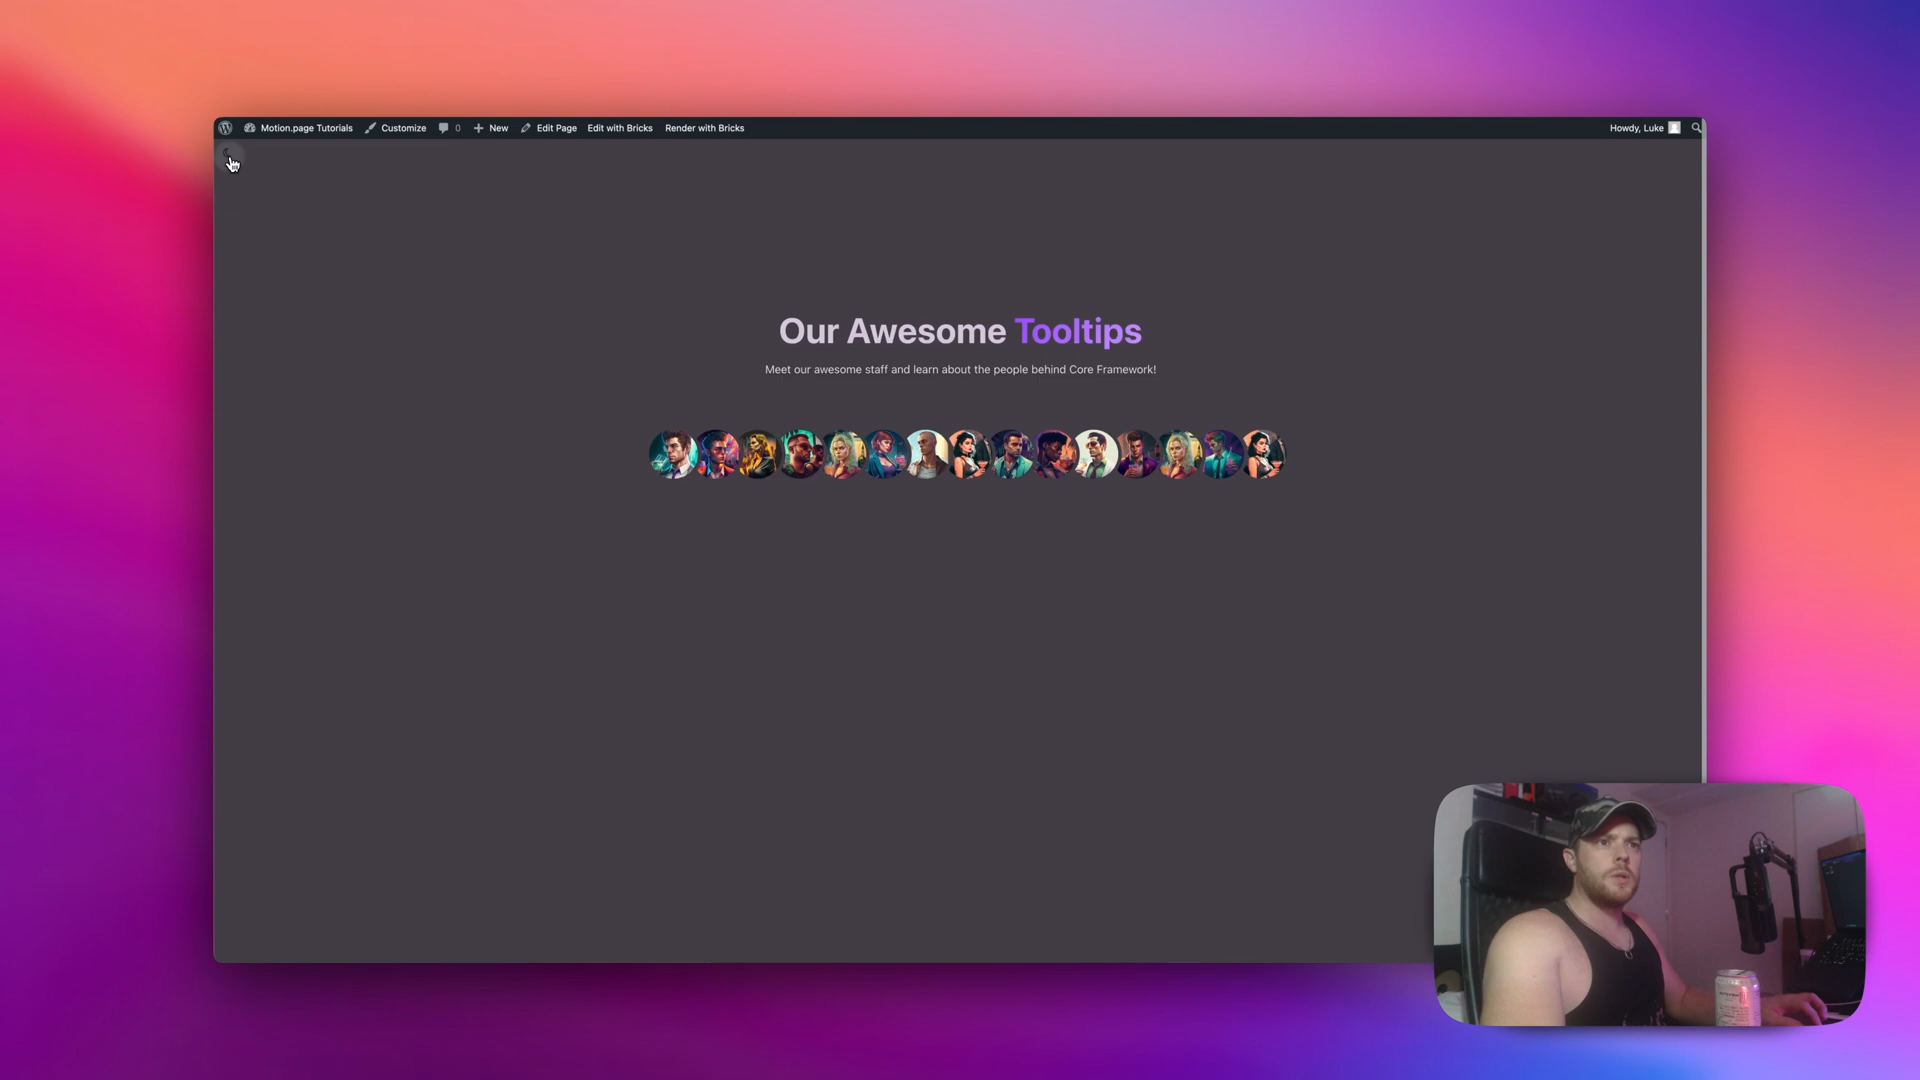 Motion.page Tutorials Customize 0 New Edit Page Edit with Bricks Render with Bricks Howdy, Luke
Our Awesome Tooltips
Meet our awesome staff and learn about the people behind Core Framework!